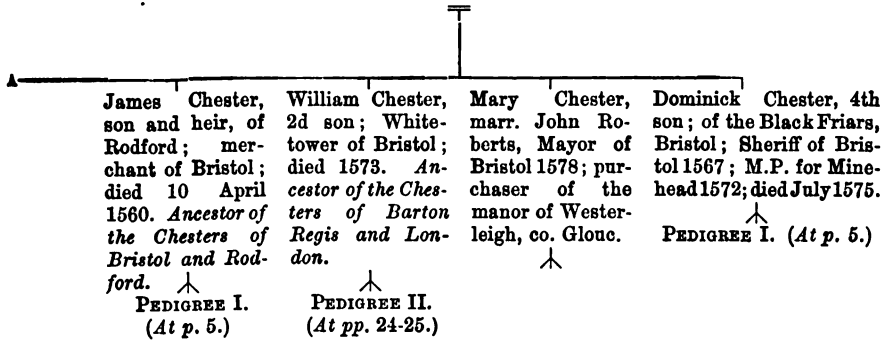 James Chester,
son and heir, of
Rodford; mer-
chant of Bristol;
died 10 April
1560. Ancestor of
the Chesters of
Bristol and Rod-
ford.
PEDIGREE I.
(At p. 5.)
William Chester,
2d son; White-
tower of Bristol;
died 1573. An-
cestor of the Ches-
ters of Barton
Regis and Lon-
don.
PEDIGREE II.
(At pp. 24-25.)
Mary Chester,
marr. John Ro-
berts, Mayor of
Bristol 1578; pur-
chaser of the
manor of Wester-
leigh, co. Glouc.
Dominick Chester, 4th
son; of the Black Friars,
Bristol; Sheriff of Bris-
tol 1567; M.P. for Mine-
head 1572; died July 1575.
PEDIGREE I. (At p. 5.)
A